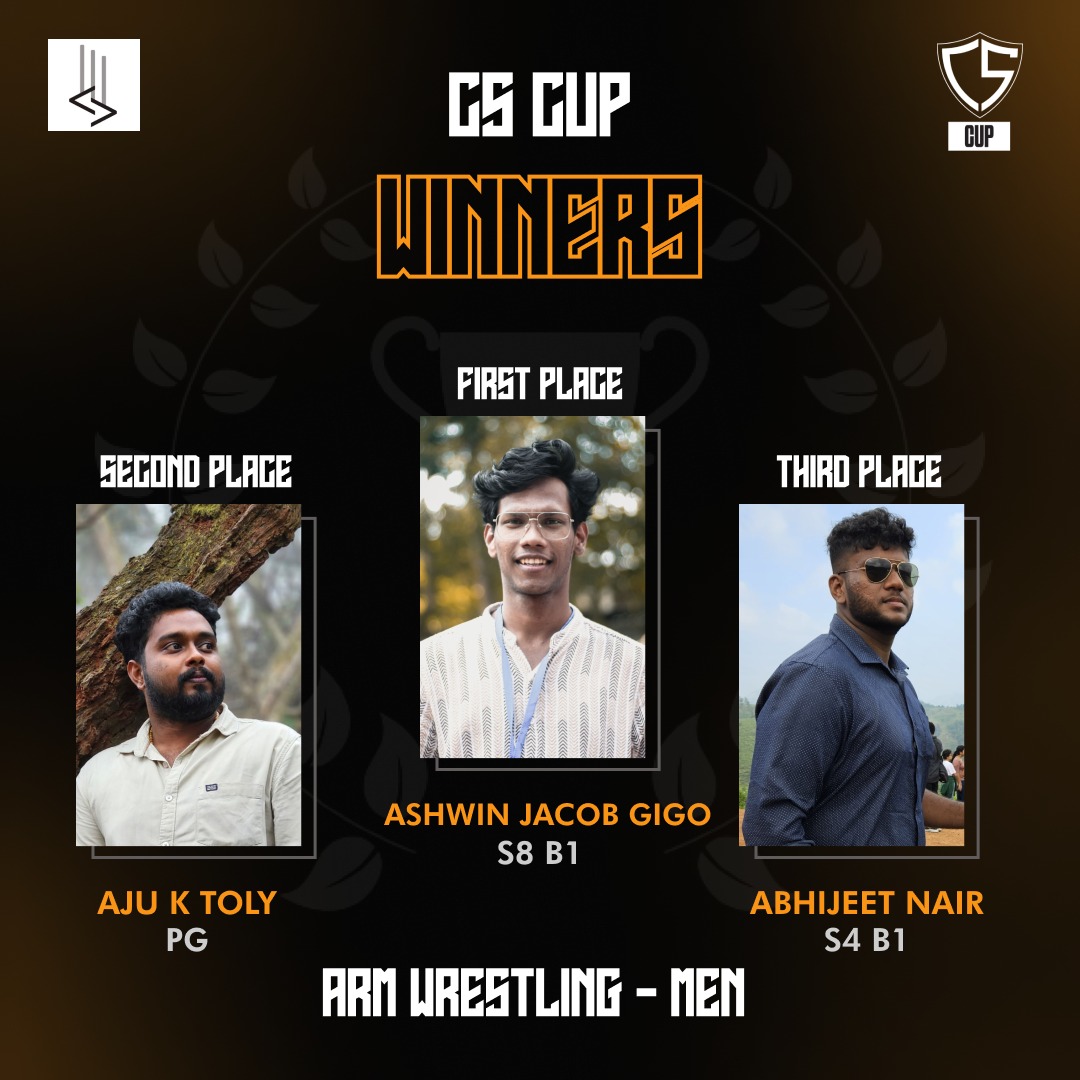 CS CUP
CS
CUP
WINNERS
FIRST PLACE
SECOND PLACE
THIRD PLACE
ASHWIN JACOB GIGO
S8 B1
AJU K TOLY
PG
ABHIJEET NAIR
S4 B1
ARM WRESTLING - MEN